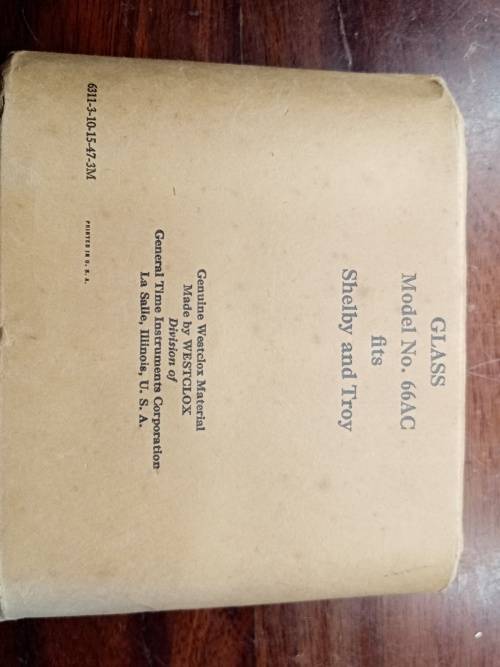 GLASS
Model No. 66AC
fits
Shelby and Troy
Genuine Westclox Material
Made by WESTCLOX
Division of
General Time Instruments Corporation
La Salle, Illinois, U. S. A.
6311-3-10-15-47-3M
PRINTED IN U. S. A.